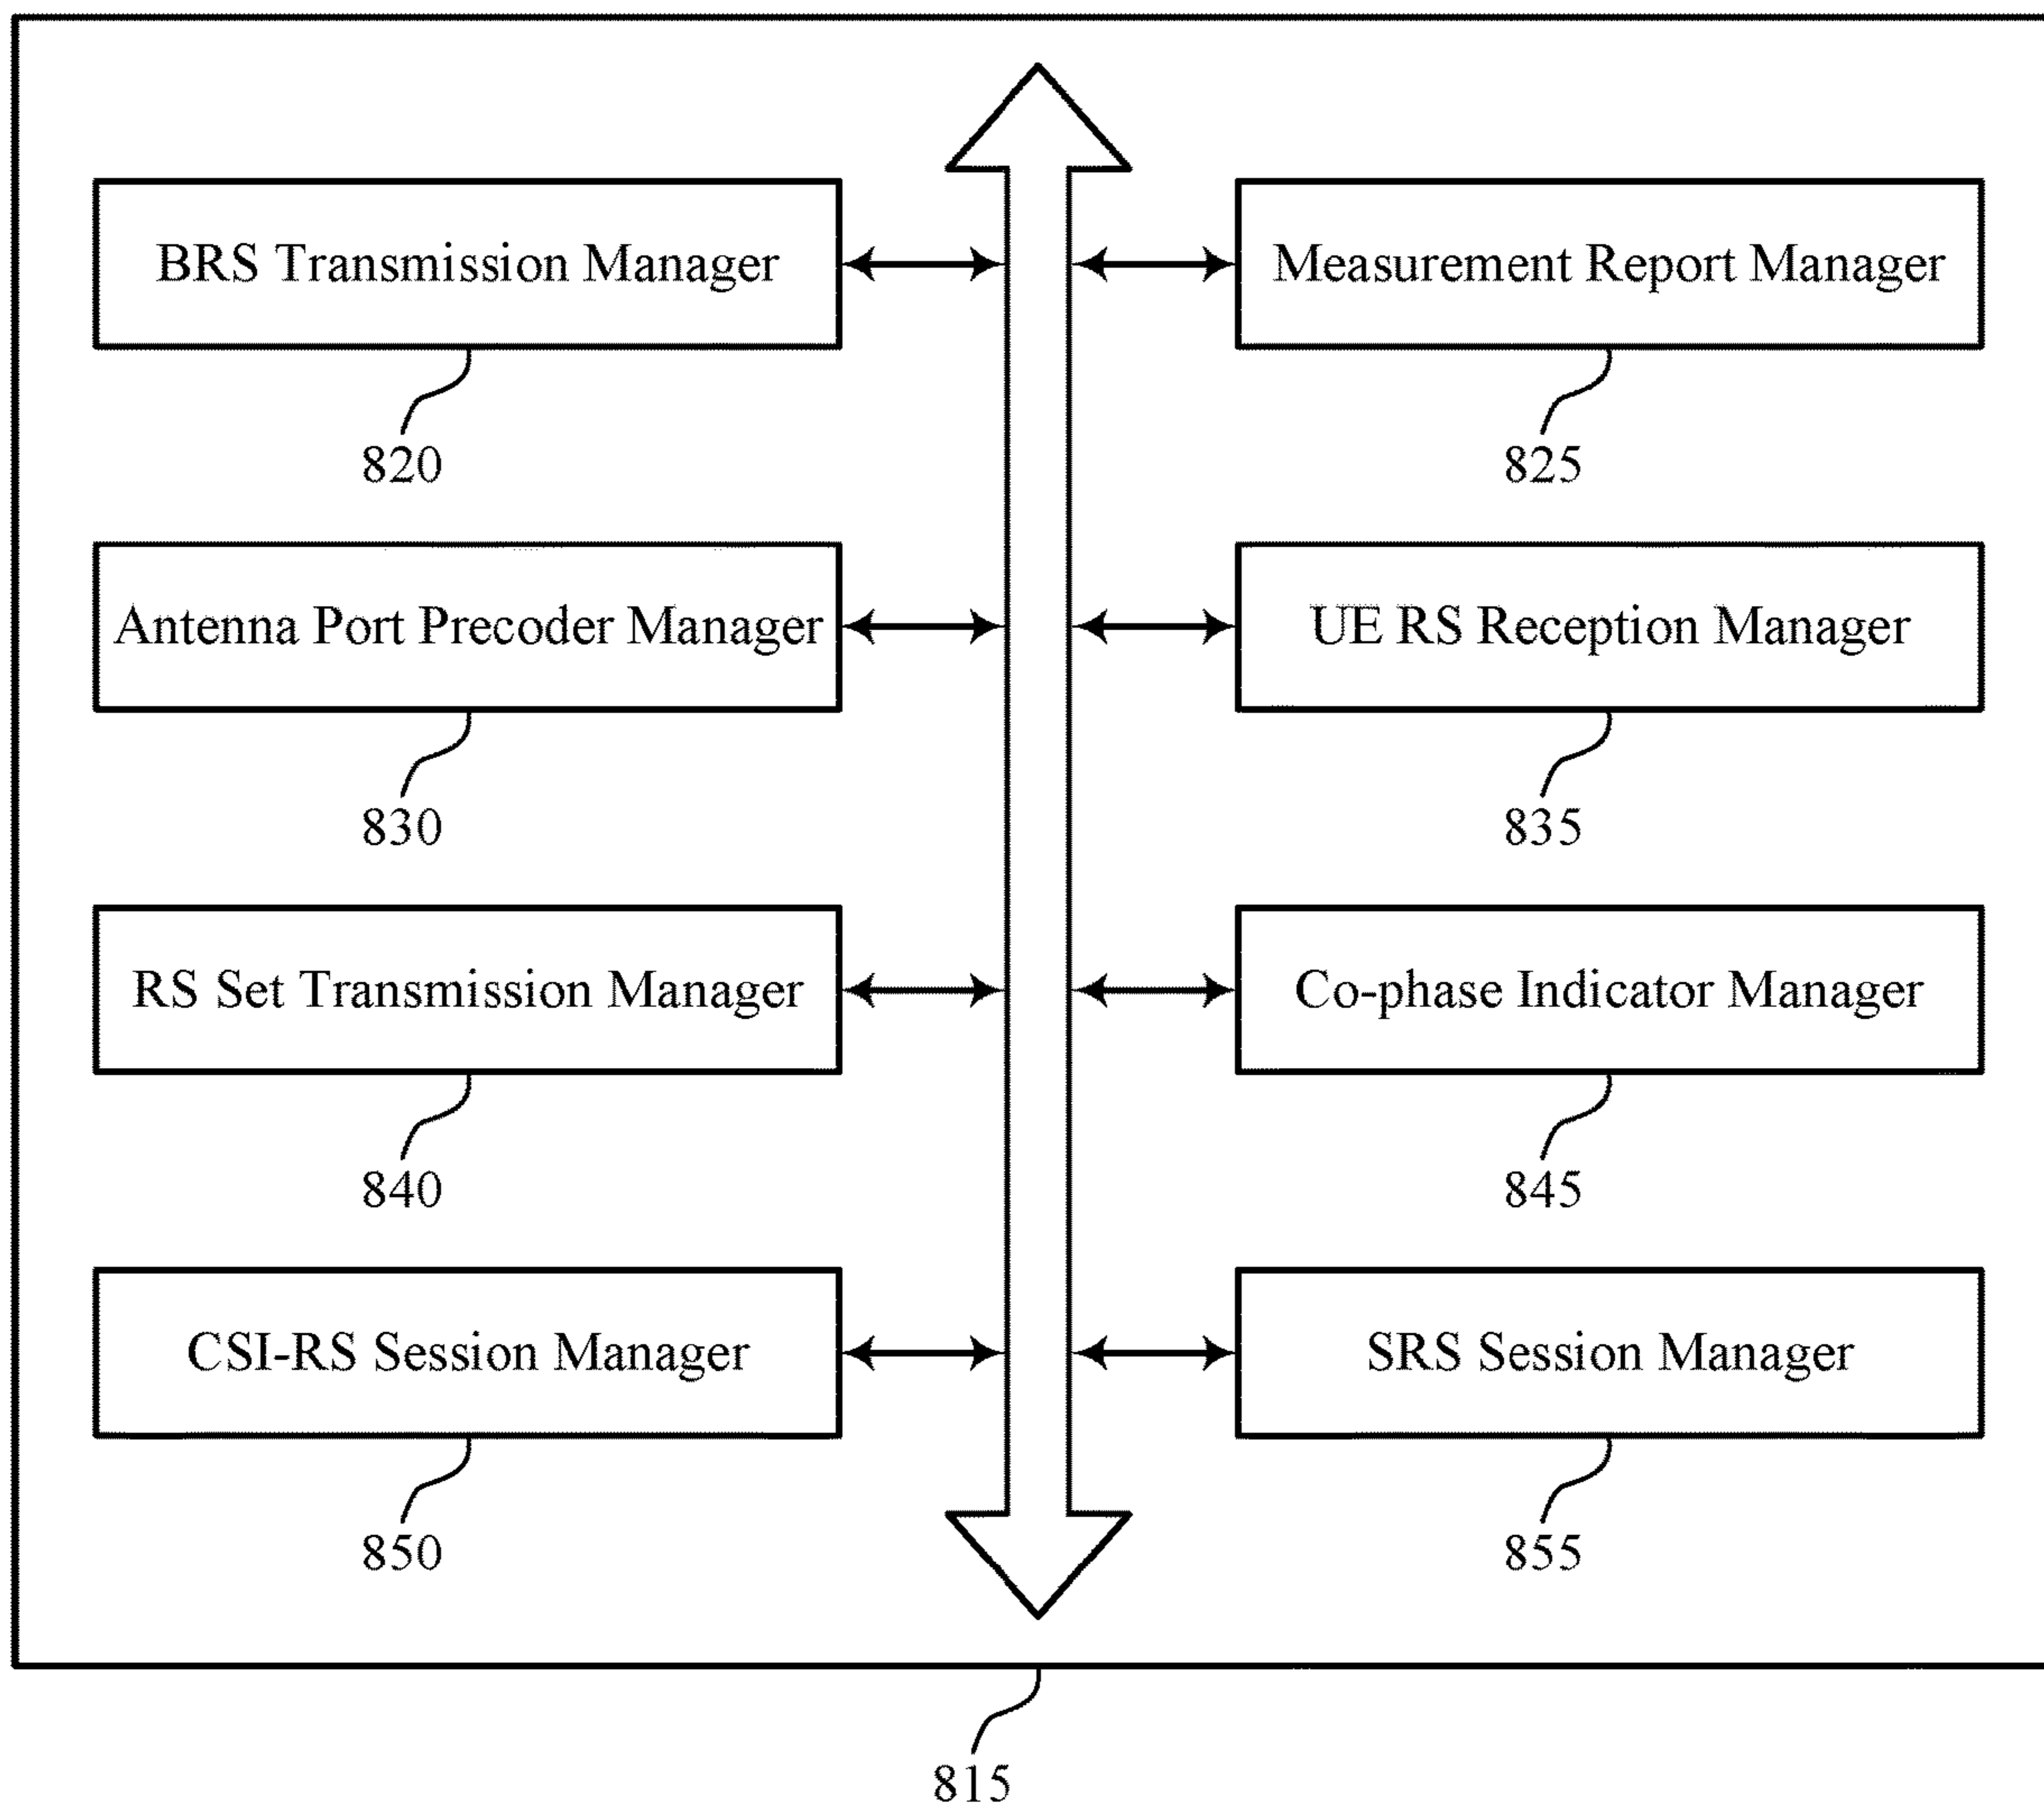 BRS Transmission Manager
Measurement Report Manager
820
825
Antenna Port Precoder Manager
UE RS Reception Manager
830
835
RS Set Transmission Manager
Co-phase Indicator Manager
840
845
CSI-RS Session Manager
SRS Session Manager
850
855
815